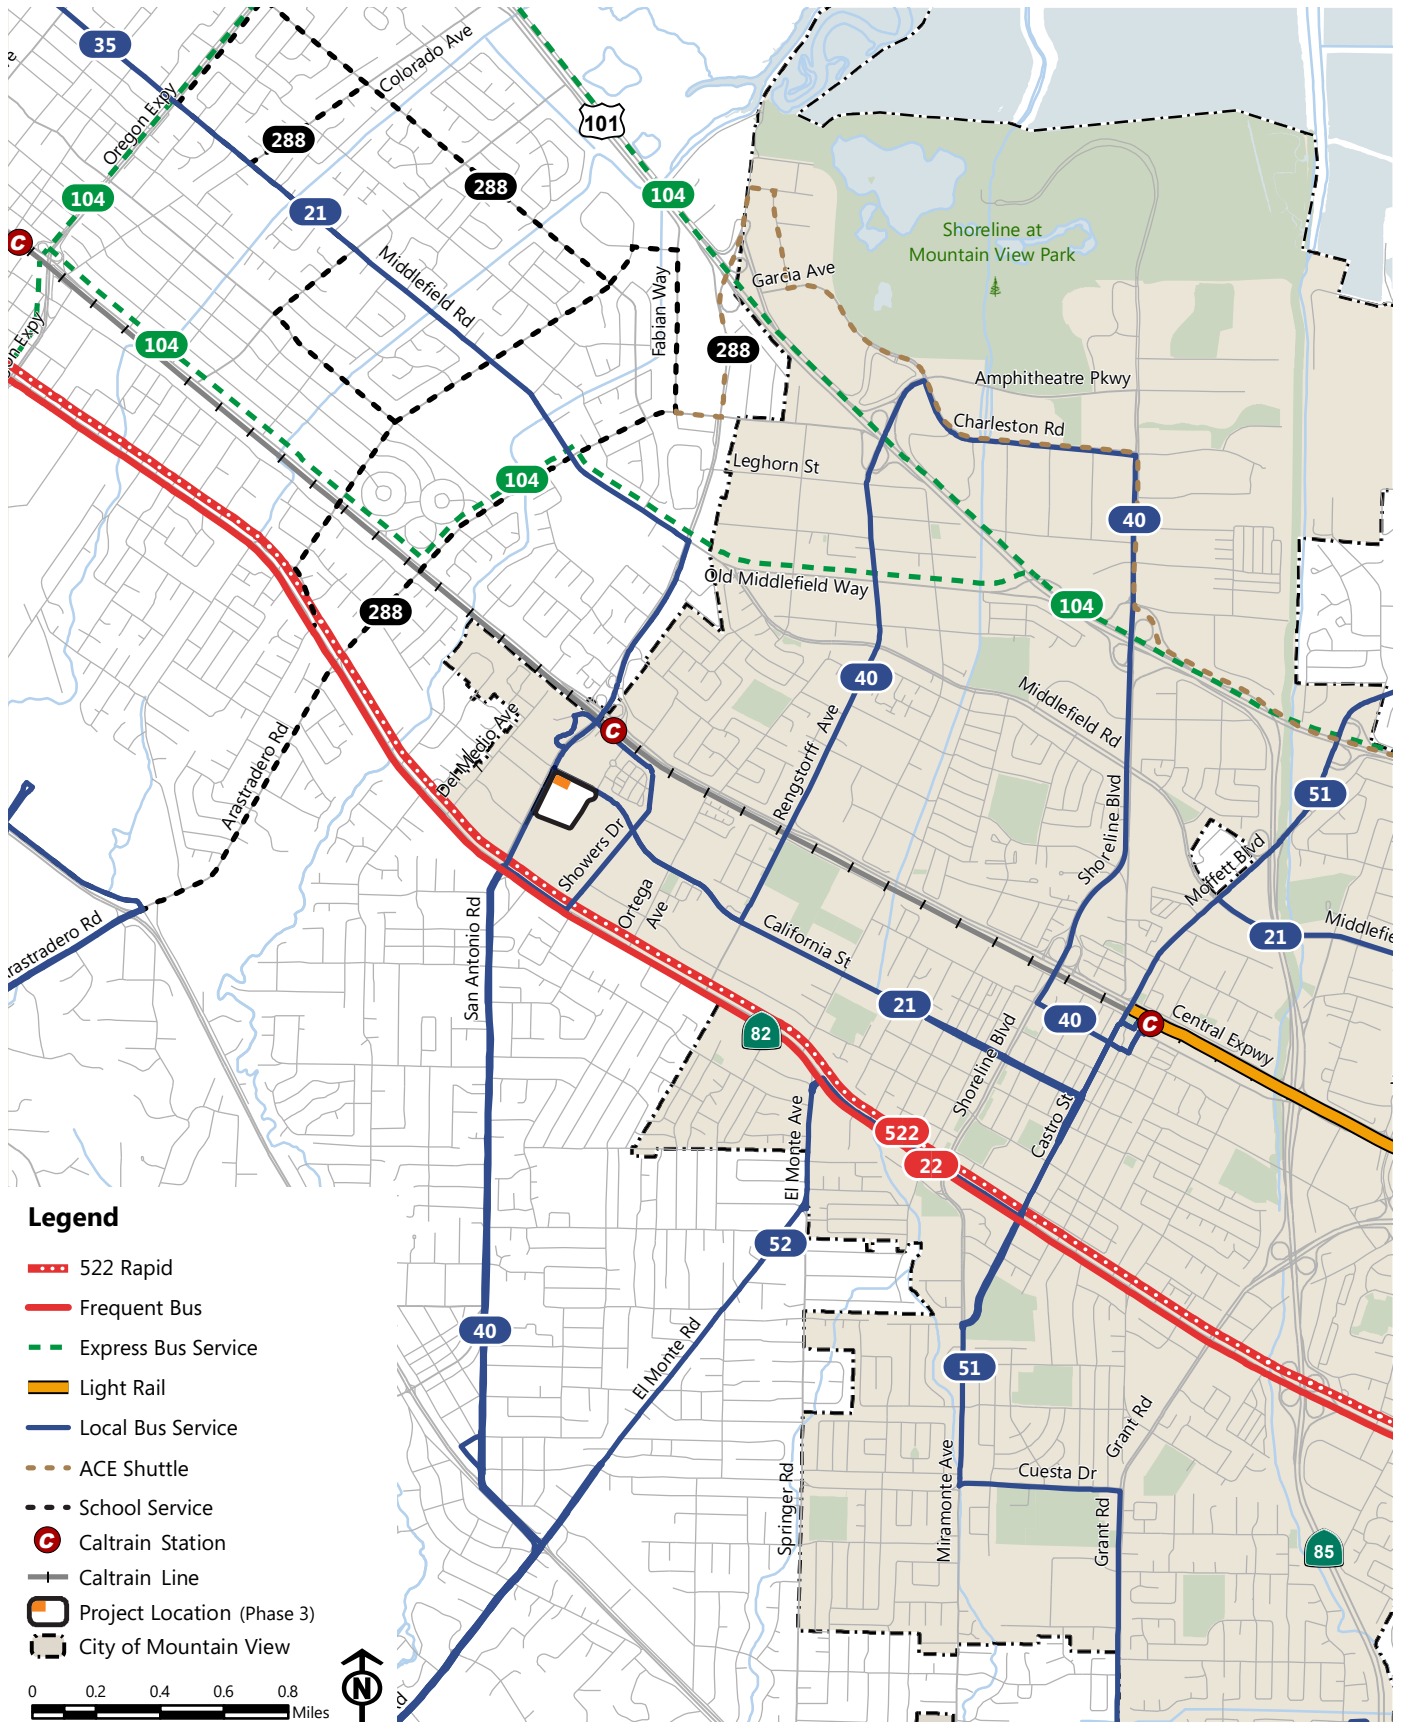 35
Colorado Ave
Oregon Expy
101
288
288
104
104
21
Shoreline at
Mountain View Park
C
Middlefield Rd
Garcia Ave
Fabian Way
104
288
Amphitheatre Pkwy
Charleston Rd
Leghorn St
104
40
Old Middlefield Way
104
288
40
Middlefield Rd
Del Medio Ave
C
Rengstorff Ave
Arastradero Rd
Shoreline Blvd
51
Showers Dr
Moffett Blvd
Ortega
Ave
San Antonio Rd
California St
21
Middlefie
rastradero Rd
21
40
C
Central Expwy
82
Shoreline Blvd
Castro St
El Monte Ave
522
22
52
40
El Monte Rd
51
Grant Rd
Cuesta Dr
Springer Rd
Miramonte Ave
Grant Rd
85
Legend
522 Rapid
Frequent Bus
Express Bus Service
Light Rail
Local Bus Service
ACE Shuttle
School Service
C Caltrain Station
Caltrain Line
Project Location (Phase 3)
City of Mountain View
0 0.2 0.4 0.6 0.8
Miles
N